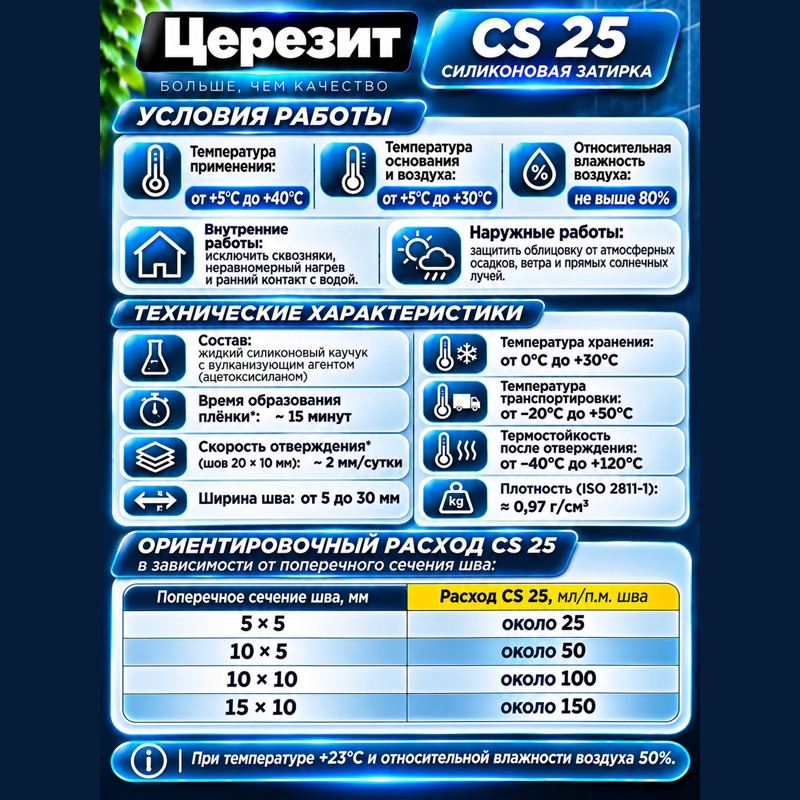 Церезит
БОЛЬШЕ, ЧЕМ КАЧЕСТВО
CS 25
СИЛИКОНОВАЯ ЗАТИРКА
УСЛОВИЯ РАБОТЫ
Температура
применения:
от +5°С до +40°С
Температура
основания
и воздуха:
от +5°С до +30°С
%
Относительная
влажность
воздуха:
не выше 80%
Внутренние
работы:
исключить сквозняки,
неравномерный нагрев
и ранний контакт с водой.
Наружные работы:
защитить облицовку от атмосферных
осадков, ветра и прямых солнечных
лучей.
ТЕХНИЧЕСКИЕ ХАРАКТЕРИСТИКИ
Состав:
жидкий силиконовый каучук
с вулканизующим агентом
(ацетоксисиланом)
Время образования
плёнки*: ~ 15 минут
Скорость отверждения*
(шов 20 × 10 мм): ~ 2 мм/сутки
Ширина шва: от 5 до 30 мм
Температура хранения:
от 0°С до +30°С
Температура
транспортировки:
от −20°С до +50°С
Термостойкость
после отверждения:
от −40°С до +120°С
kg
Плотность (ISO 2811-1):
≈ 0,97 г/см³
ОРИЕНТИРОВОЧНЫЙ РАСХОД CS 25
в зависимости от поперечного сечения шва:
Поперечное сечение шва, мм
Расход CS 25, мл/п.м. шва
5 × 5
около 25
10 × 5
около 50
10 × 10
около 100
15 × 10
около 150
При температуре +23°С и относительной влажности воздуха 50%.